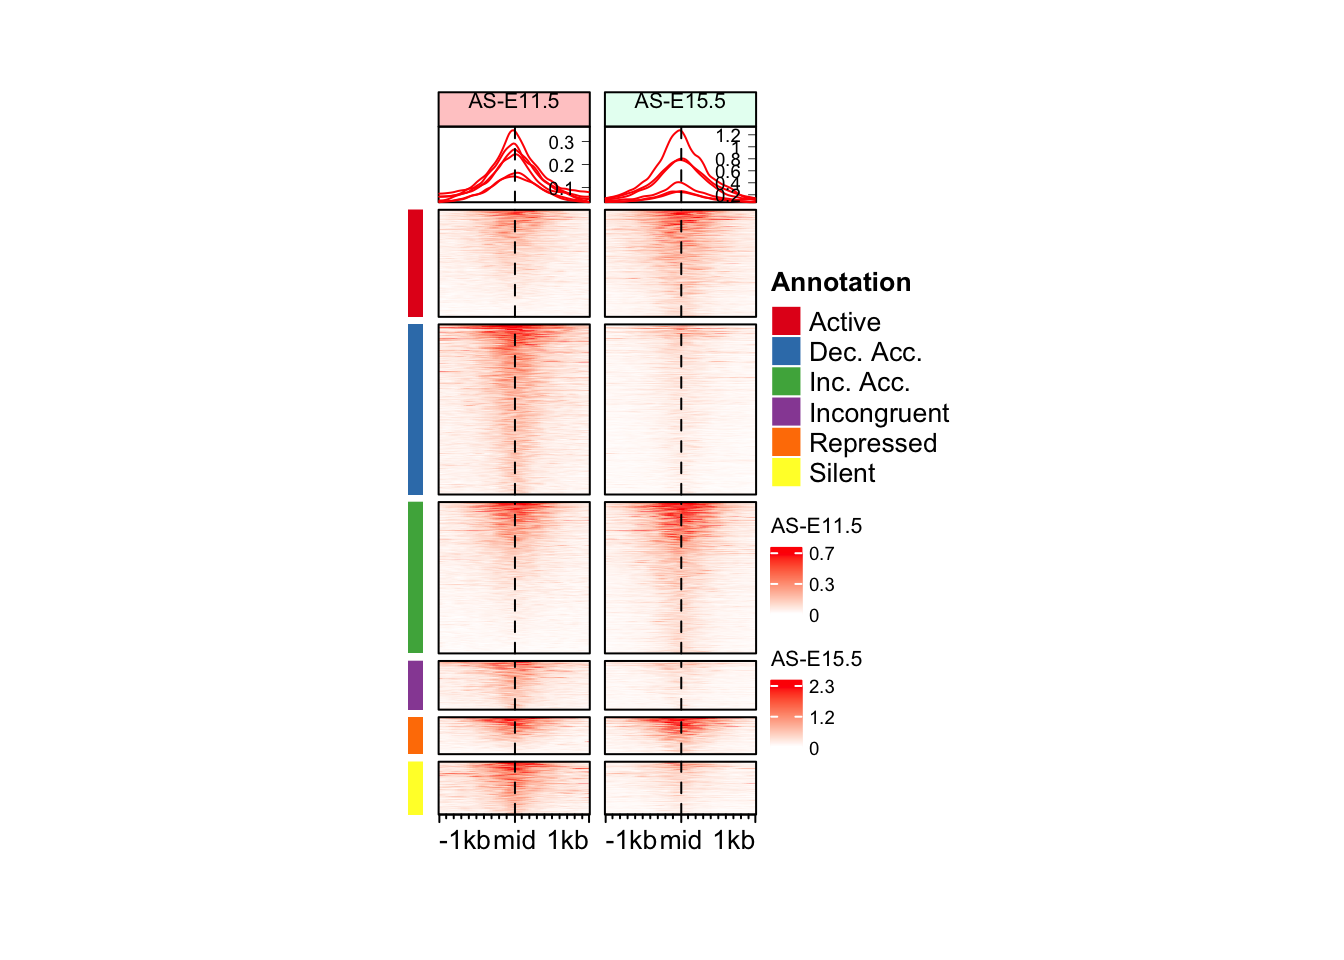 AS-E11.5 AS-E15.5
0.3
0.2
0.1
1.2
1
0.8
0.6
0.4
0.2
Annotation
Active
Dec. Acc.
Inc. Acc.
Incongruent
Repressed
Silent
AS-E11.5
0.7
0.3
0
AS-E15.5
2.3
1.2
0
-1kb mid 1kb -1kb mid 1kb